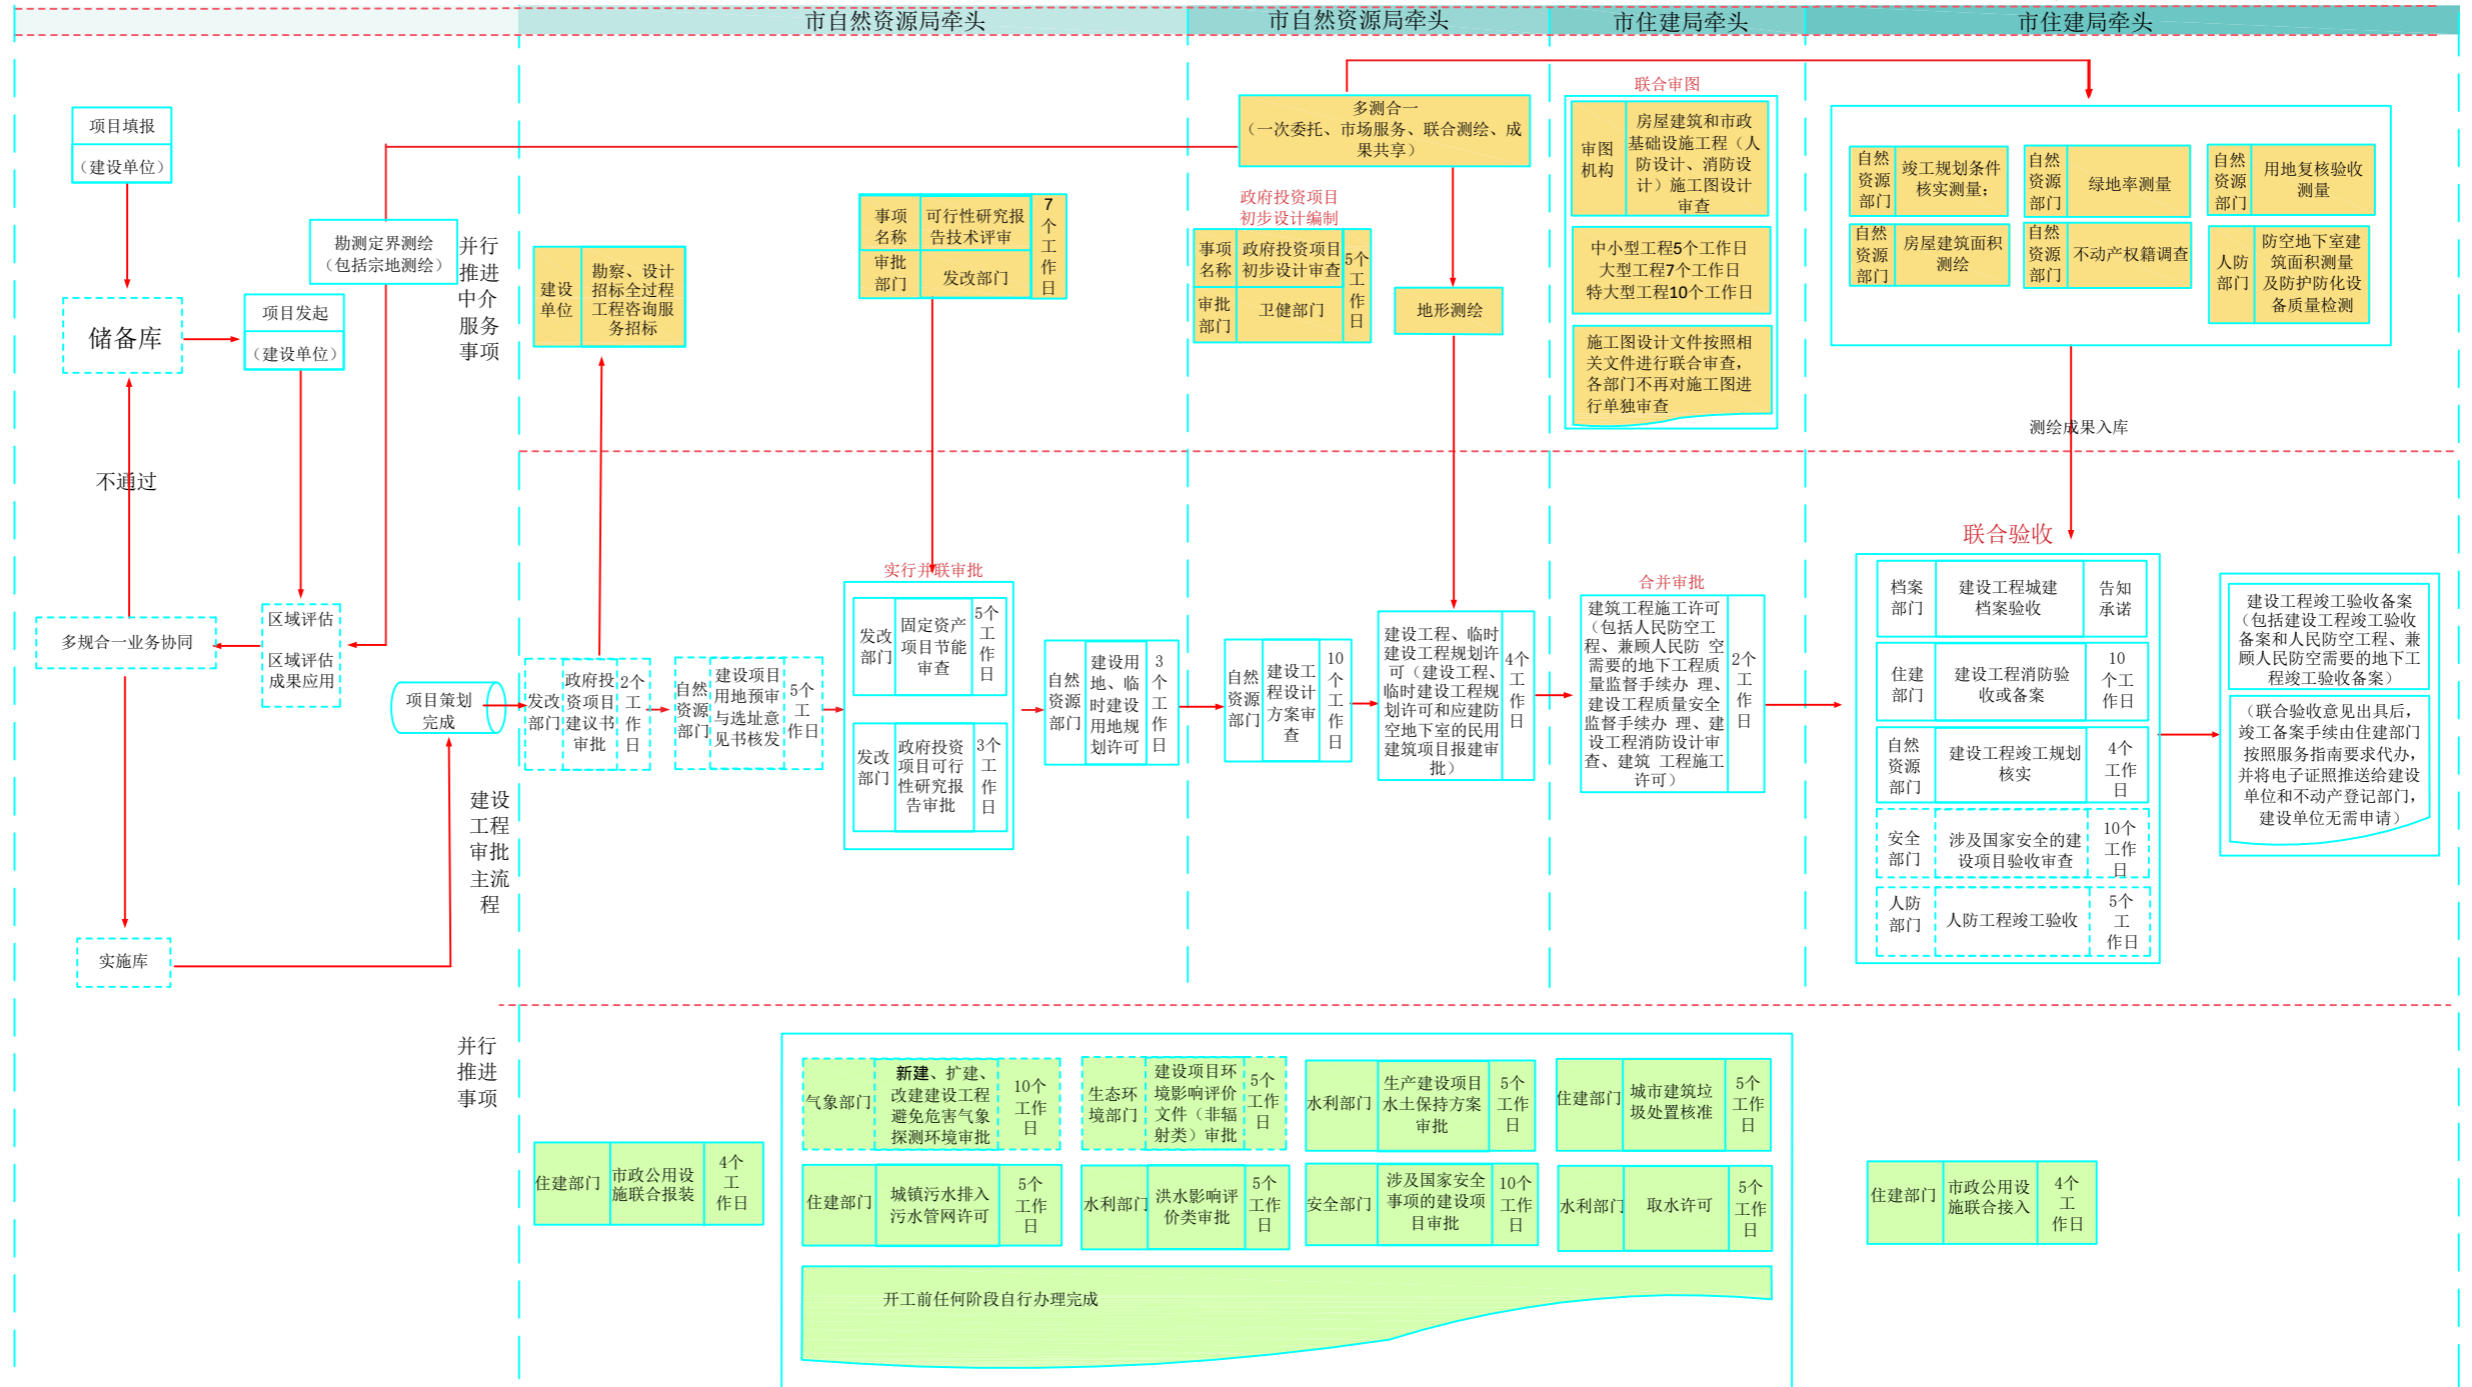 市自然资源局牵头
市自然资源局牵头
市住建局牵头
市住建局牵头
项目填报
（建设单位）
储备库
项目发起
（建设单位）
勘测定界测绘
（包括宗地测绘）
不通过
多规合一业务协同
区域评估
区域评估
成果应用
实施库
项目策划
完成
并行
推进
中介
服务
事项
建设
单位
勘察、设计
招标全过程
工程咨询服
务招标
事项
名称
可行性研究报
告技术评审
审批
部门
发改部门
7
个
工
作
日
多测合一
（一次委托、市场服务、联合测绘、成
果共享）
政府投资项目
初步设计编制
事项
名称
政府投资项目
初步设计审查
审批
部门
卫健部门
5个
工
作
日
地形测绘
联合审图
审图
机构
房屋建筑和市政
基础设施工程（人
防设计、消防设
计）施工图设计
审查
中小型工程5个工作日
大型工程7个工作日
特大型工程10个工作日
施工图设计文件按照相
关文件进行联合审查，
各部门不再对施工图进
行单独审查
自然
资源
部门
竣工规划条件
核实测量；
自然
资源
部门
绿地率测量
自然
资源
部门
用地复核验收
测量
自然
资源
部门
房屋建筑面积
测绘
自然
资源
部门
不动产权籍调查
人防
部门
防空地下室建
筑面积测量
及防护防化设
备质量检测
测绘成果入库
建设
工程
审批
主流
程
发改
部门
政府投
资项目
建议书
审批
2个
工
作
日
自然
资源
部门
建设项目
用地预审
与选址意
见书核发
5个
工
作日
实行并联审批
发改
部门
固定资产
项目节能
审查
5个
工
作
日
发改
部门
政府投资
项目可行
性研究报
告审批
3个
工
作
日
自然
资源
部门
建设用
地、临
时建设
用地规
划许可
3
个
工
作
日
自然
资源
部门
建设工
程设计
方案审
查
10
个
工
作
日
建设工程、临时
建设工程规划许
可（建设工程、
临时建设工程规
划许可和应建防
空地下室的民用
建筑项目报建审
批）
4个
工
作
日
合并审批
建筑工程施工许可
（包括人民防空工
程、兼顾人民防 空
需要的地下工程质
量监督手续办 理、
建设工程质量安全
监督手续办 理、建
设工程消防设计审
查、建筑 工程施工
许可）
2个
工
作
日
联合验收
档案
部门
建设工程城建
档案验收
告知
承诺
住建
部门
建设工程消防验
收或备案
10
个工
作日
自然
资源
部门
建设工程竣工规划
核实
4个
工作
日
安全
部门
涉及国家安全的建
设项目验收审查
10个
工作
日
人防
部门
人防工程竣工验收
5个
工
作日
建设工程竣工验收备案
（包括建设工程竣工验收
备案和人民防空工程、兼
顾人民防空需要的地下工
程竣工验收备案）
（联合验收意见出具后，
竣工备案手续由住建部门
按照服务指南要求代办，
并将电子证照推送给建设
单位和不动产登记部门，
建设单位无需申请）
并行
推进
事项
住建部门
市政公用设
施联合报装
4个
工
作日
气象部门
新建、扩建、
改建建设工程
避免危害气象
探测环境审批
10个
工作
日
生态环
境部门
建设项目环
境影响评价
文件（非辐
射类）审批
5个
工作
日
水利部门
生产建设项目
水土保持方案
审批
5个
工作
日
住建部门
城市建筑垃
圾处置核准
5个
工作
日
住建部门
城镇污水排入
污水管网许可
5个
工作
日
水利部门
洪水影响评
价类审批
5个
工作
日
安全部门
涉及国家安全
事项的建设项
目审批
10个
工作
日
水利部门
取水许可
5个
工作
日
开工前任何阶段自行办理完成
住建部门
市政公用设
施联合接入
4个
工
作日